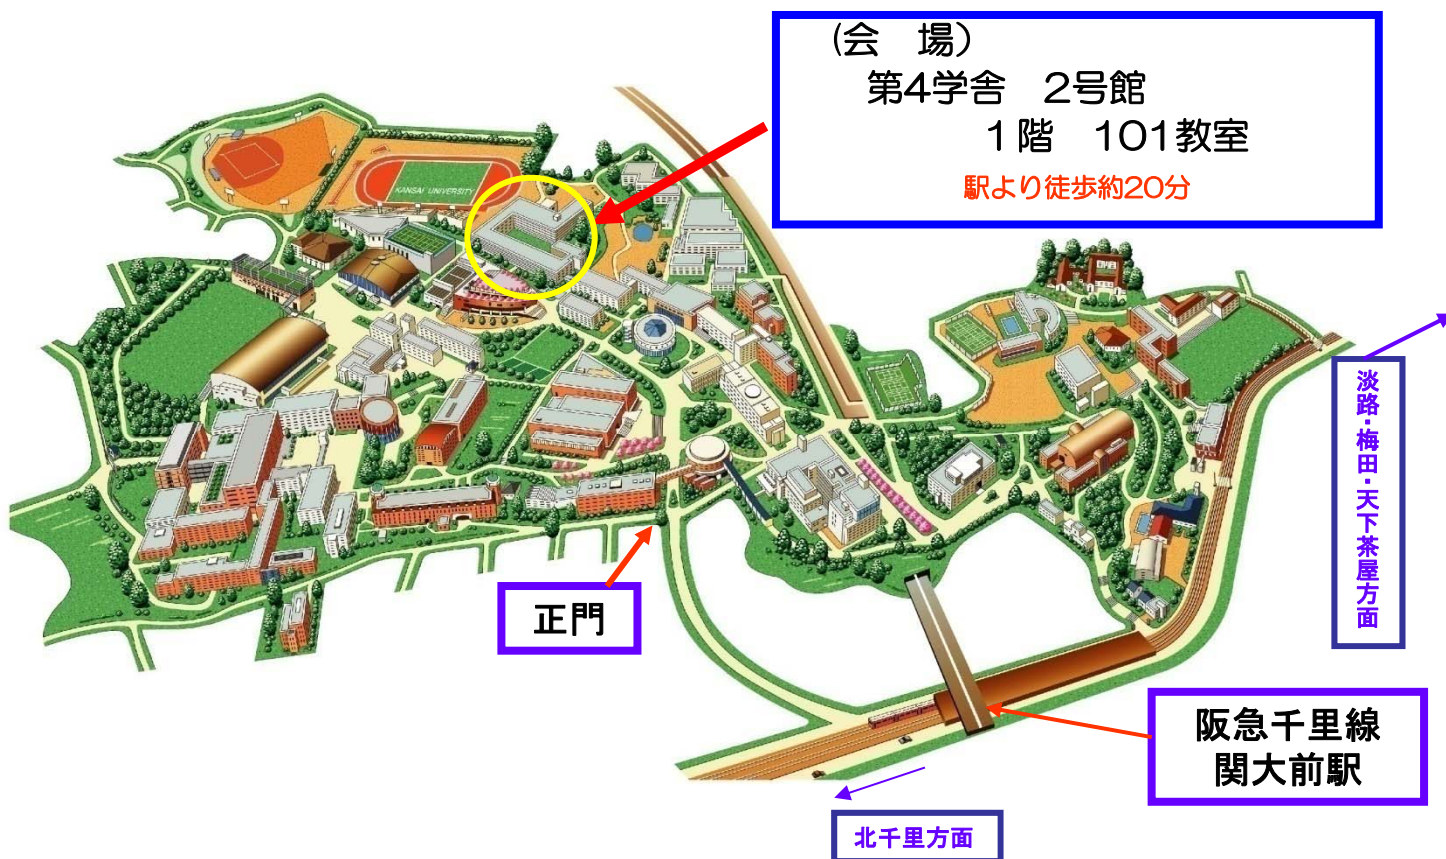 (会　場）
第4学舎　2号館
1階　101教室
駅より徒歩約20分
KANSAI UNIVERSITY
淡路・梅田・天下茶屋方面
正門
阪急千里線
関大前駅
北千里方面